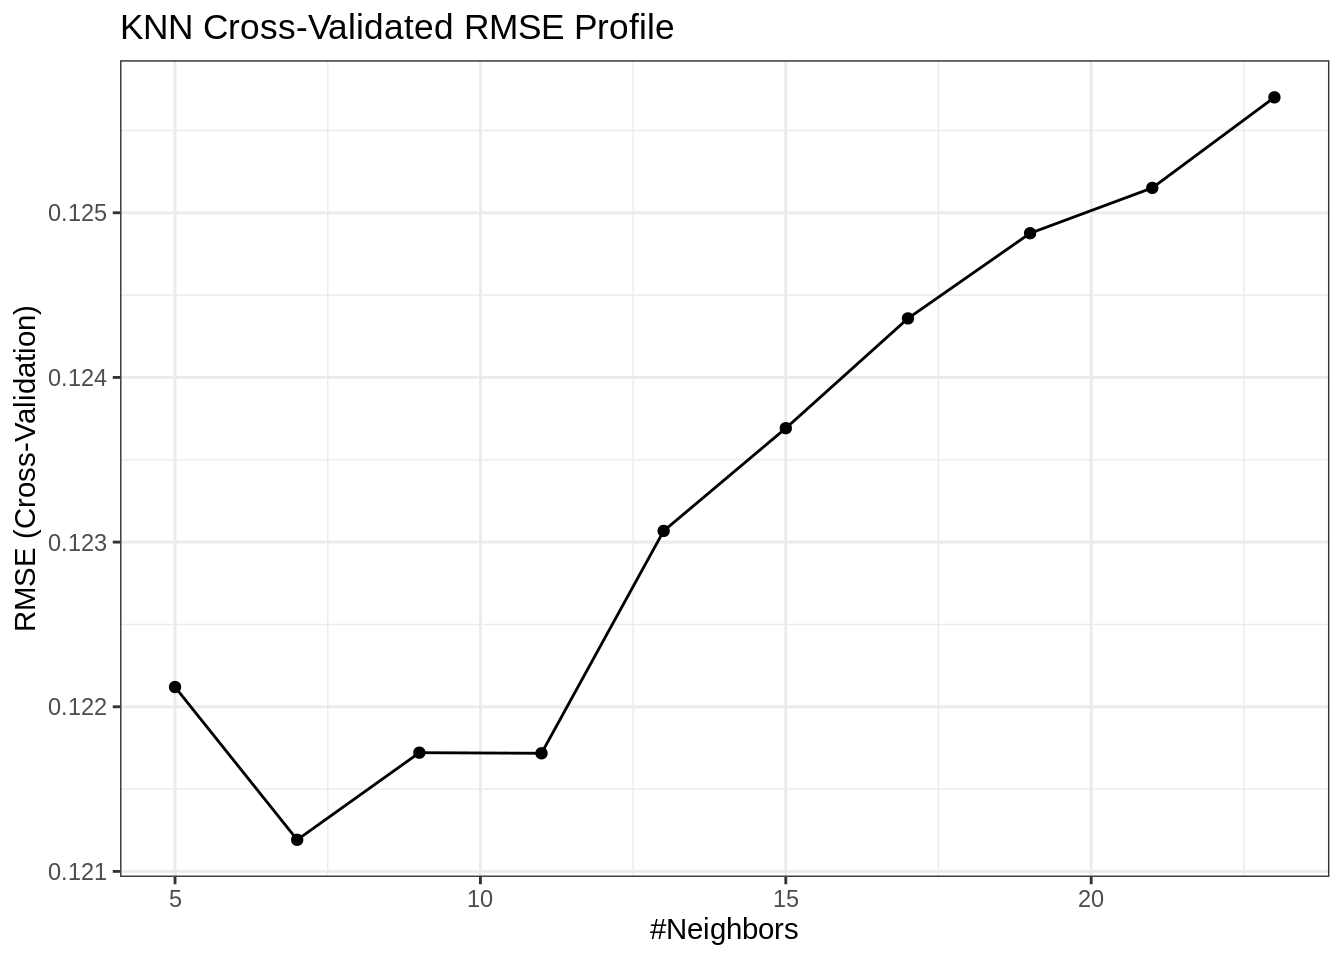 KNN Cross-Validated RMSE Profile
RMSE (Cross-Validation)
0.125
0.124
0.123
0.122
0.121
5 10 15 20
#Neighbors